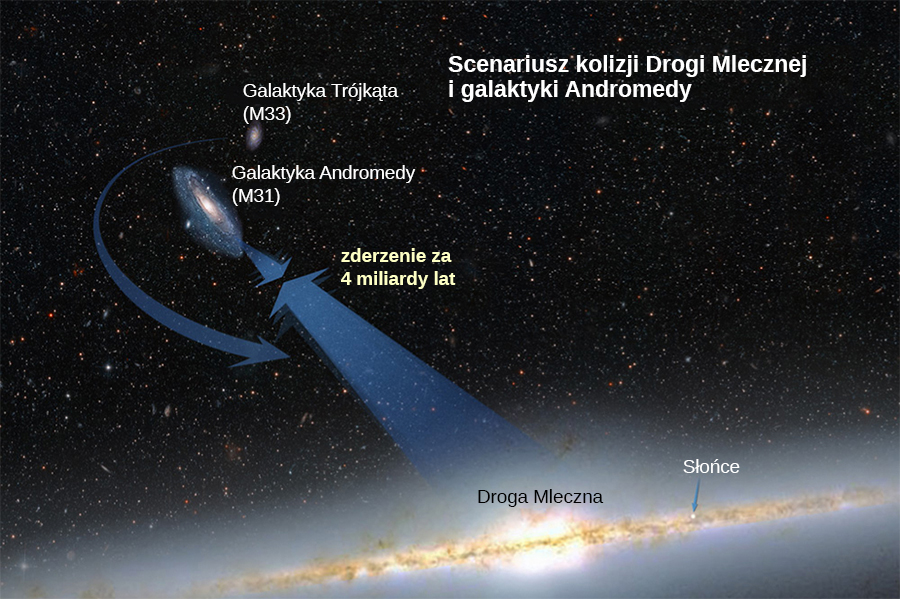 Scenariusz kolizji Drogi Mlecznej
i galaktyki Andromedy
Galaktyka Trójkąta
(M33)
Galaktyka Andromedy
(M31)
zderzenie za
4 miliardy lat
Słońce
Droga Mleczna